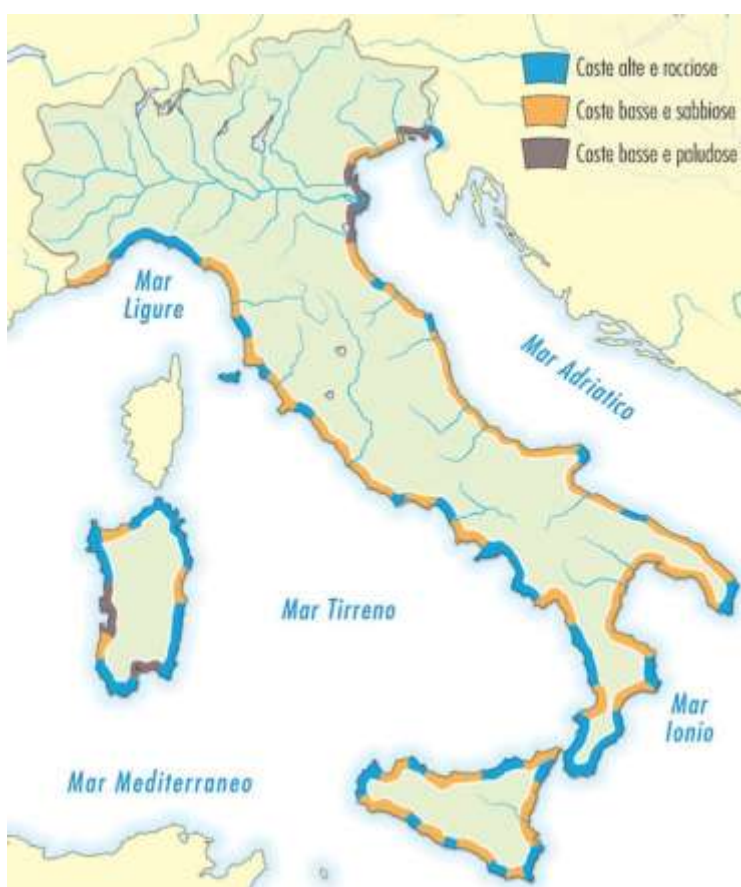 Coste alte e rocciose
Coste basse e sabbiose
Coste basse e paludose
Mar
Ligure
Mar Adriatico
Mar Tirreno
Mar
Ionio
Mar Mediterraneo